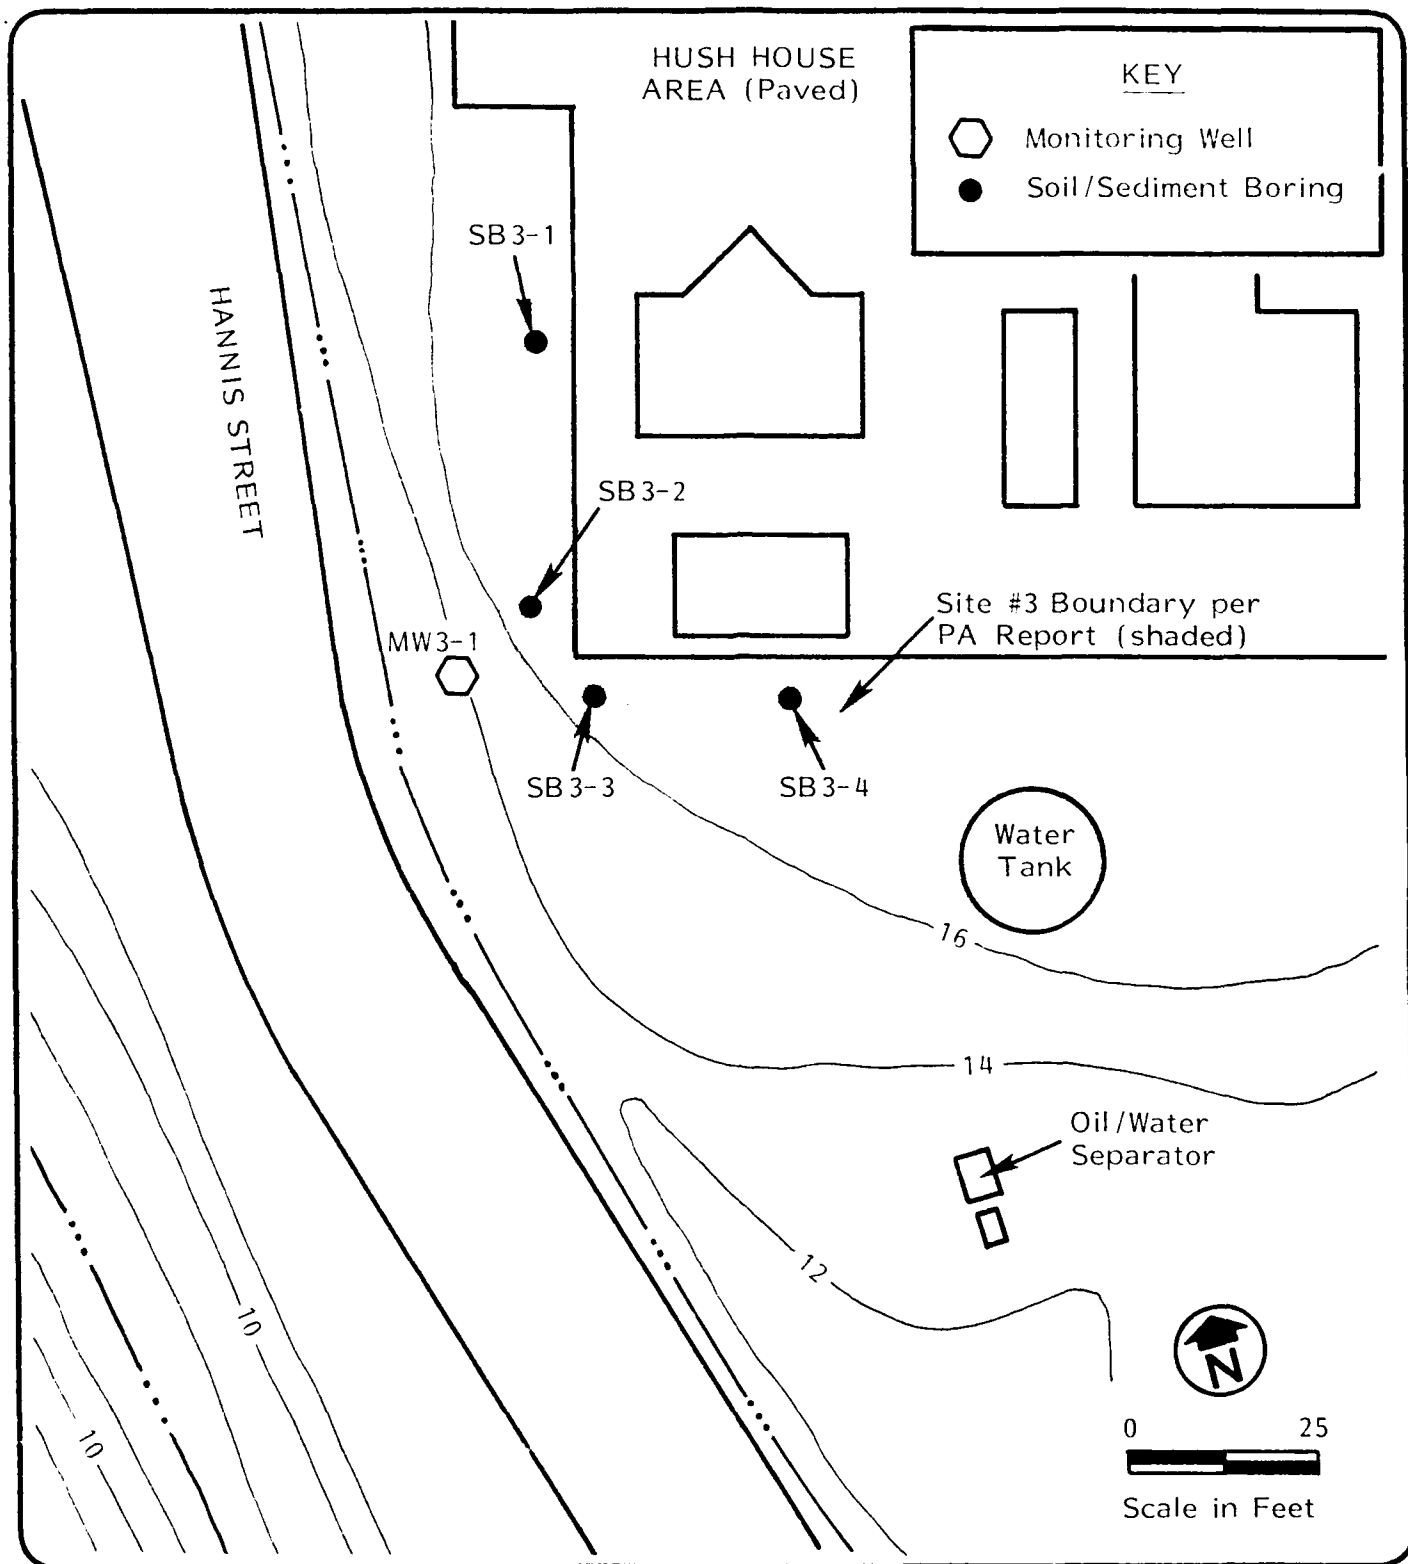 HUSH HOUSE
AREA (Paved)
KEY
Monitoring Well
Soil/Sediment Boring
SB3-1
HANNIS STREET
SB3-2
Site #3 Boundary per
PA Report (shaded)
MW3-1
SB3-3
SB3-4
Water
Tank
16
14
Oil/Water
Separator
12
10
10
N
0 25
Scale in Feet